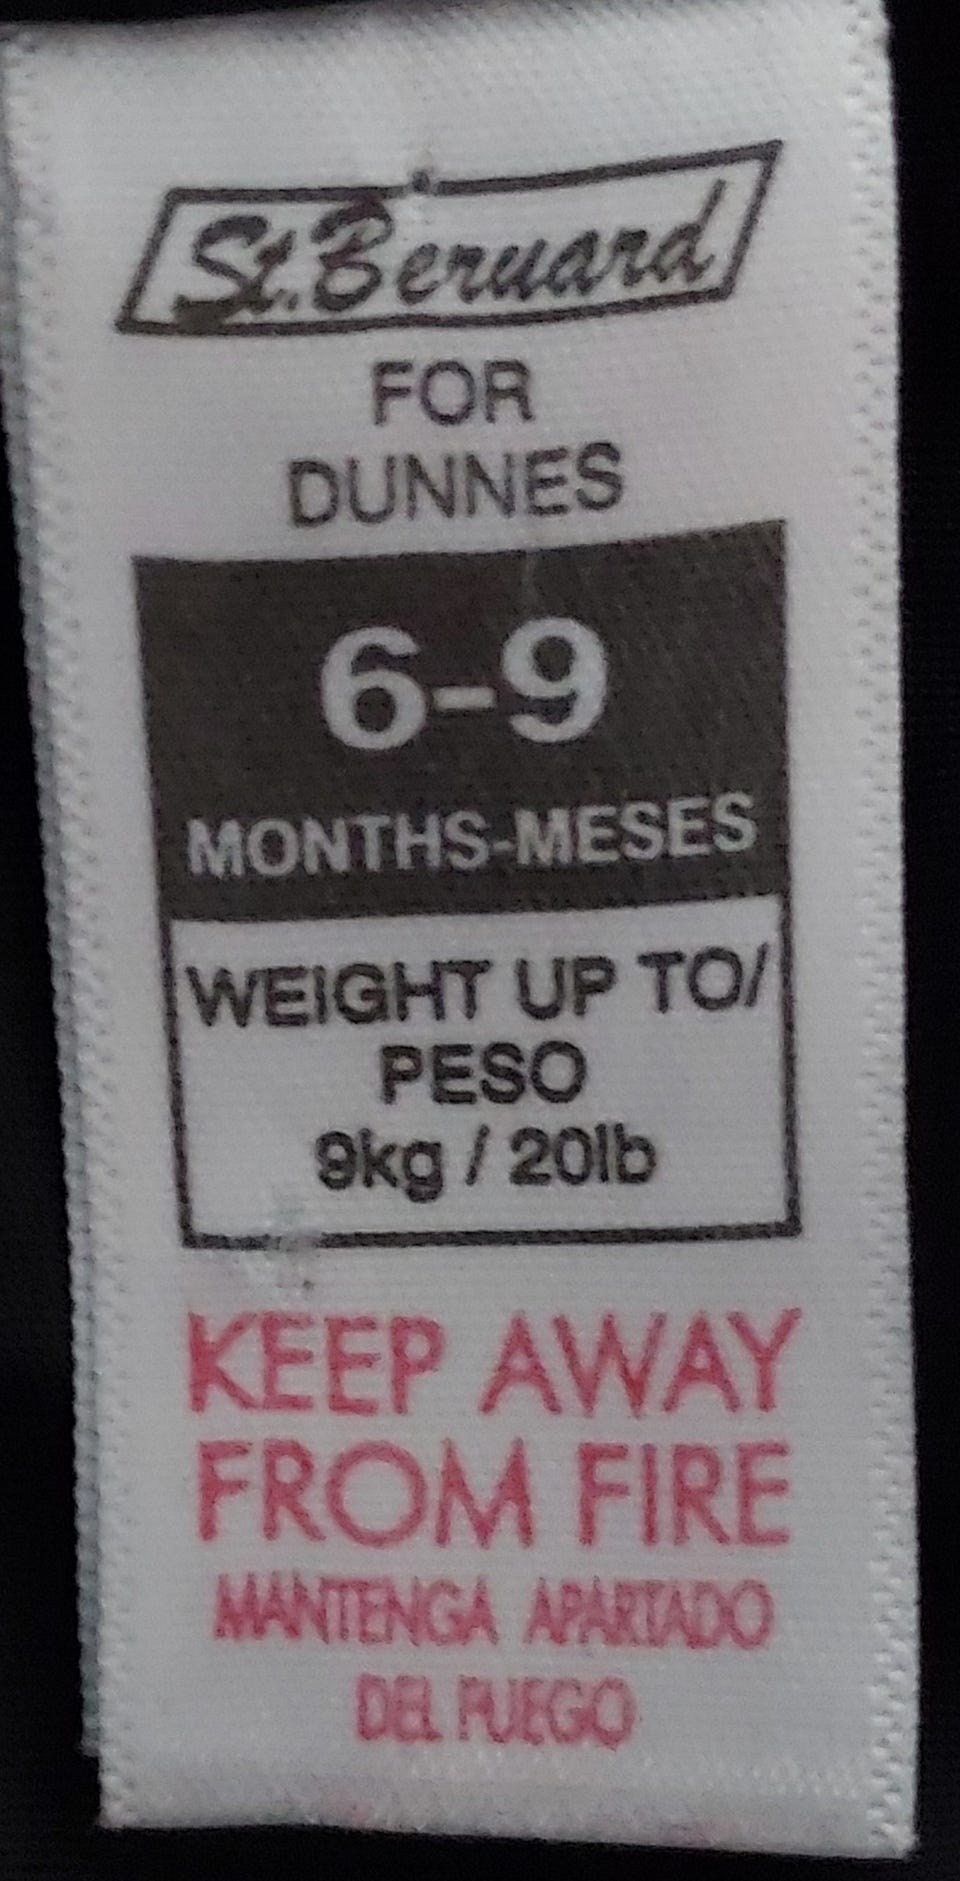 St. Bernard
FOR
DUNNES
6-9
MONTHS-MESES
WEIGHT UP TO/
PESO
9kg / 20lb
KEEP AWAY
FROM FIRE
MANTENGA APARTADO
DEL FUEGO